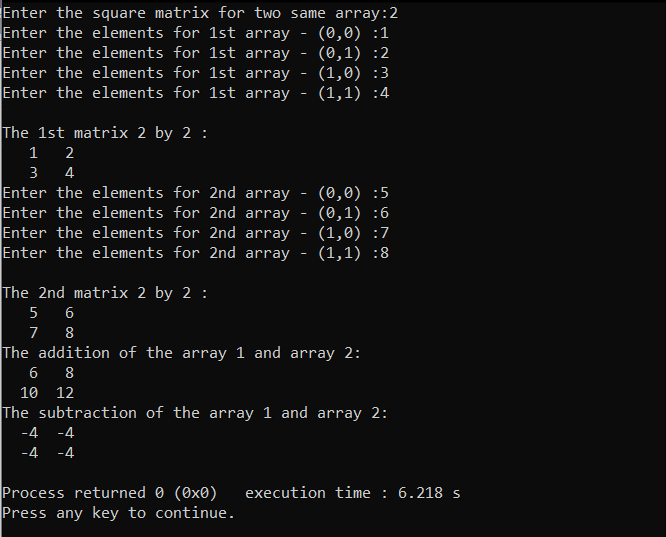 Enter the square matrix for two same array:2
Enter the elements for 1st array - (0,0) :1
Enter the elements for 1st array - (0,1) :2
Enter the elements for 1st array - (1,0) :3
Enter the elements for 1st array - (1,1) :4
The 1st matrix 2 by 2 :
1 2
3 4
Enter the elements for 2nd array - (0,0) :5
Enter the elements for 2nd array - (0,1) :6
Enter the elements for 2nd array - (1,0) :7
Enter the elements for 2nd array - (1,1) :8
The 2nd matrix 2 by 2 :
5 6
7 8
The addition of the array 1 and array 2:
6 8
10 12
The subtraction of the array 1 and array 2:
-4 -4
-4 -4
Process returned 0 (0x0) execution time : 6.218 s
Press any key to continue.